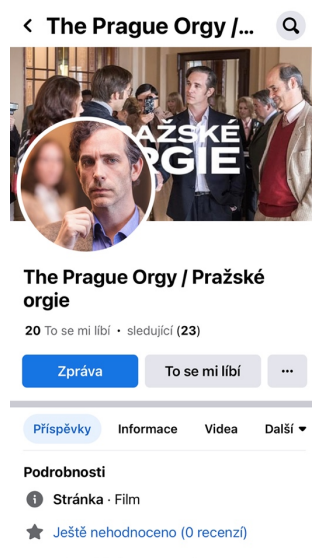 The Prague Orgy /...
PRAŽSKÉ
ORGIE
The Prague Orgy / Pražské
orgie
20 To se mi líbí • sledující (23)
Zpráva
To se mi líbí
...
Příspěvky
Informace
Videa
Další
Podrobnosti
Stránka · Film
Ještě nehodnoceno (0 recenzí)